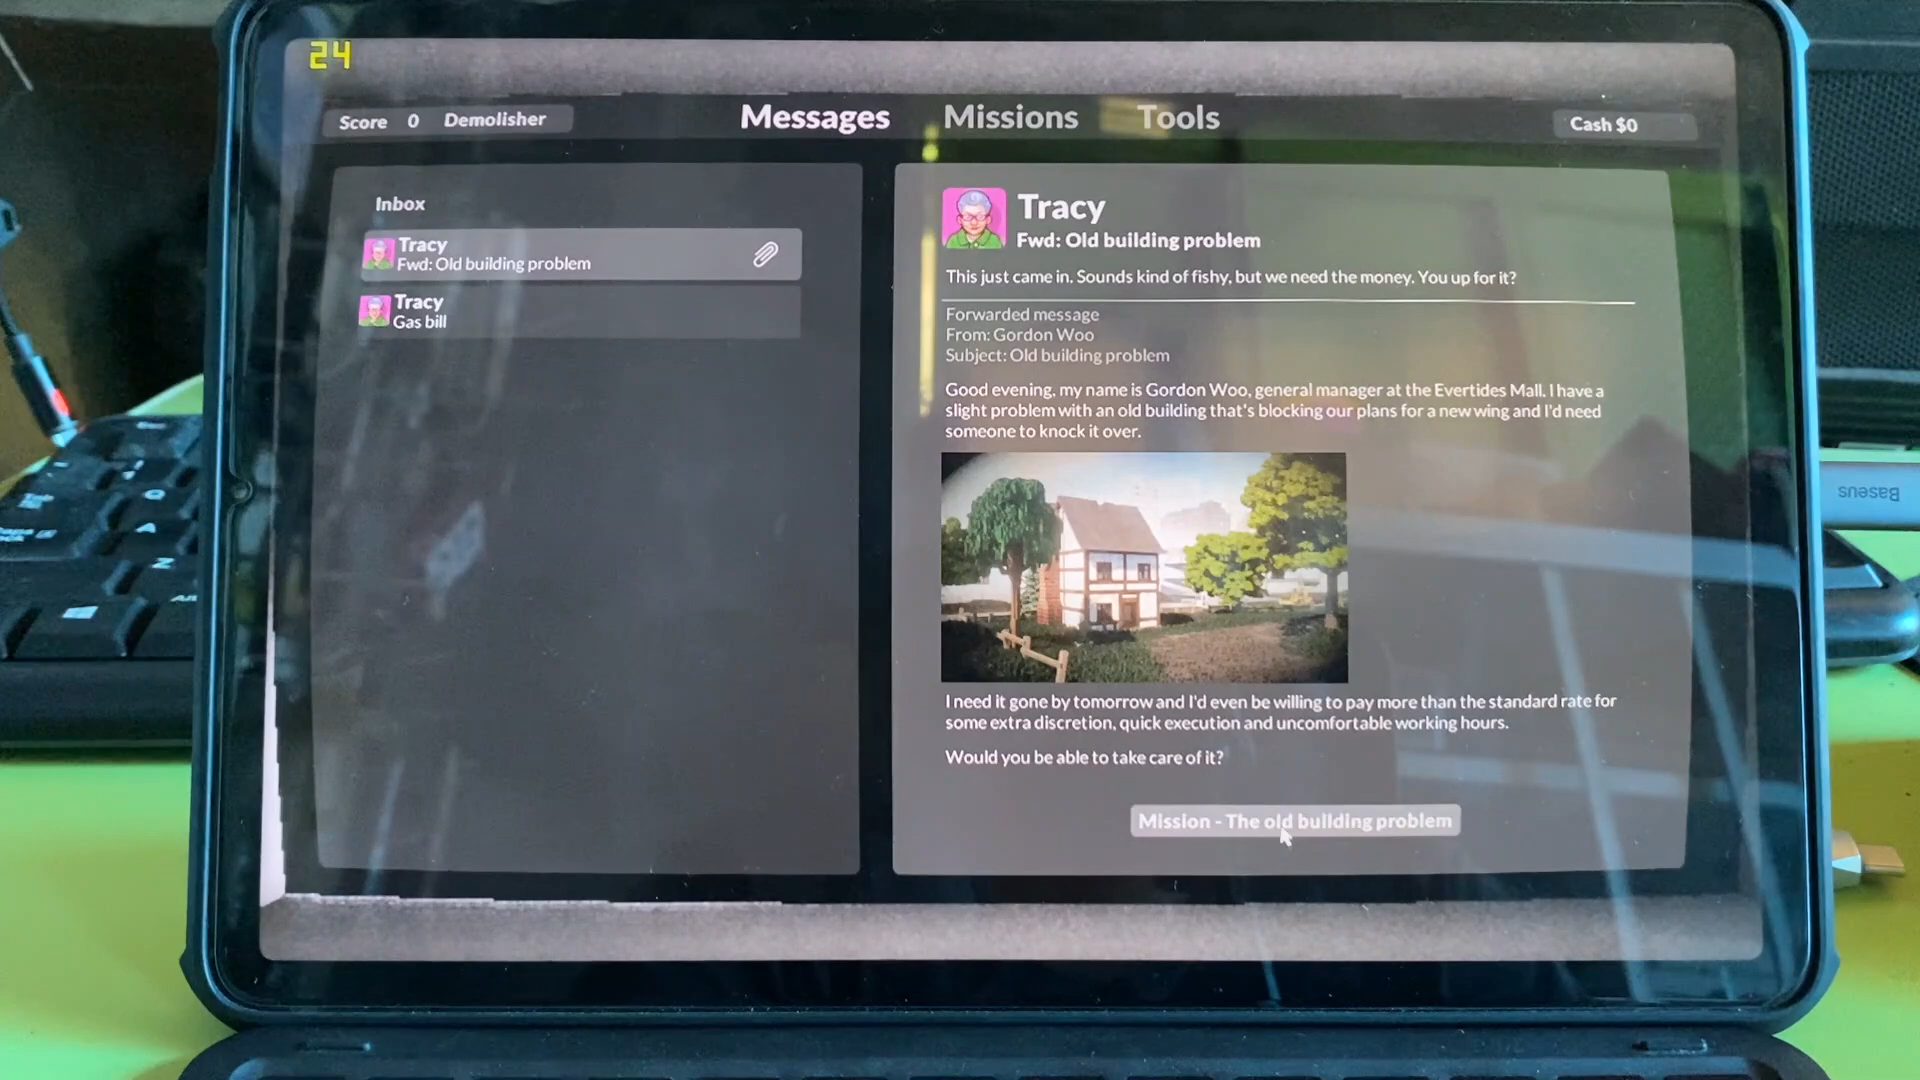 24
Score 0 Demolisher
Messages Missions Tools
Cash $0
Inbox
Tracy
Fwd: Old building problem
Tracy
Gas bill
Tracy
Fwd: Old building problem
This just came in. Sounds kind of fishy, but we need the money. You up for it?
Forwarded message
From: Gordon Woo
Subject: Old building problem
Good evening, my name is Gordon Woo, general manager at the Evertides Mall. I have a
slight problem with an old building that's blocking our plans for a new wing and I'd need
someone to knock it over.
I need it gone by tomorrow and I'd even be willing to pay more than the standard rate for
some extra discretion, quick execution and uncomfortable working hours.
Would you be able to take care of it?
Mission - The old building problem
Baseus
Q
A
Z